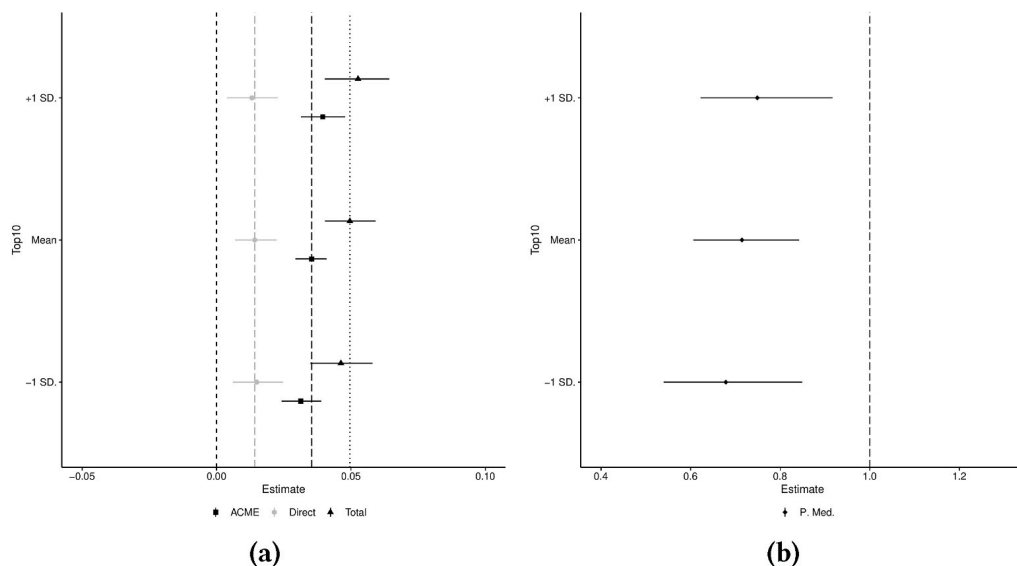 +1 SD.
Mean
−1 SD.
Top10
−0.05 0.00 0.05 0.10
Estimate
ACME Direct Total
(a)
+1 SD.
Mean
−1 SD.
Top10
0.4 0.6 0.8 1.0 1.2
Estimate
P. Med.
(b)